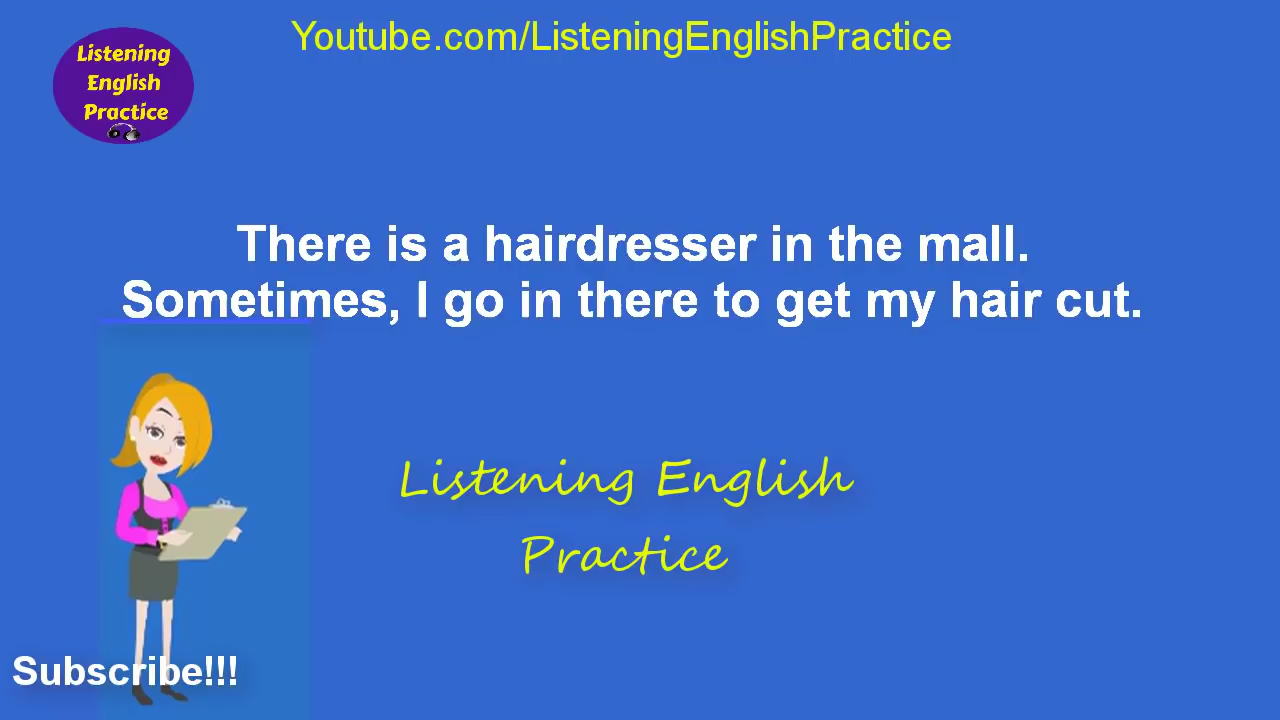 Youtube.com/ListeningEnglishPractice
Listening
English
Practice
There is a hairdresser in the mall.
Sometimes, I go in there to get my hair cut.
Listening English
Practice
Subscribe!!!